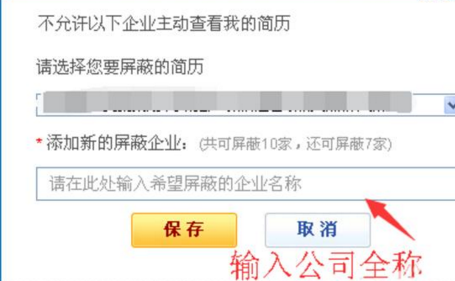 不允许以下企业主动查看我的简历
请选择您要屏蔽的简历
* 添加新的屏蔽企业：(共可屏蔽10家，还可屏蔽7家)
请在此处输入希望屏蔽的企业名称
保存 取消
输入公司全称